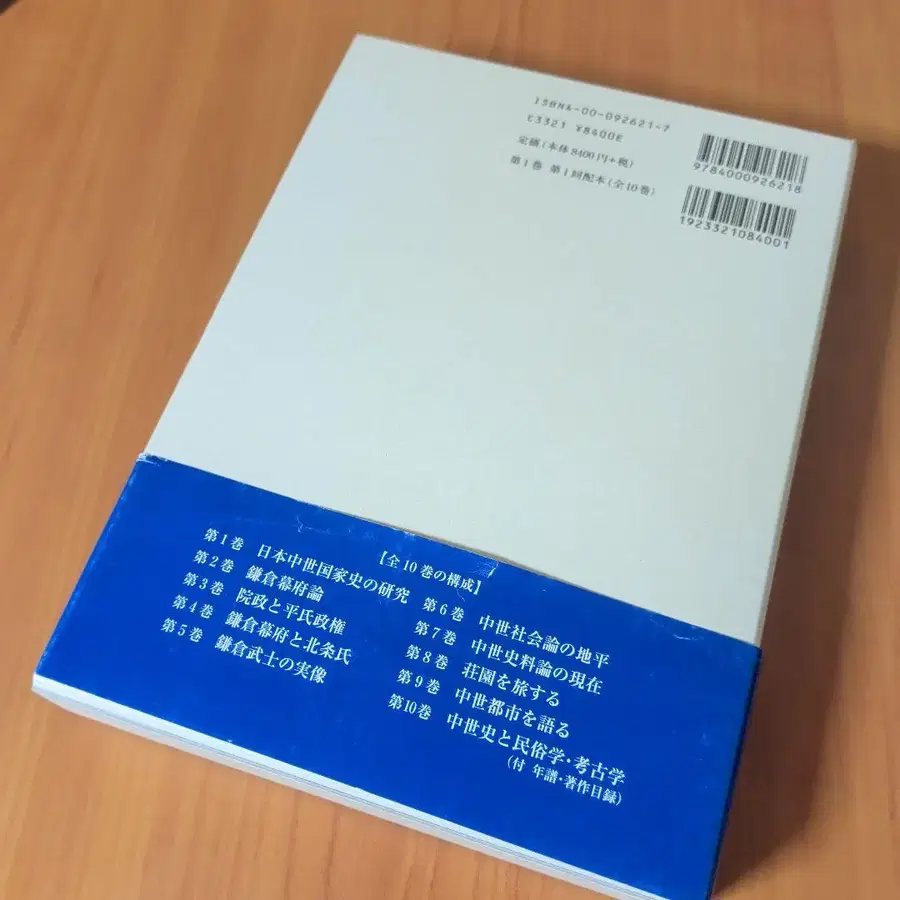 ISBN4-00-092621-7
C3321 ¥8400E
定価(本体8400円+税)
第1巻 第1回配本(全10巻)
9784000926218
1923321084001
【全10巻の構成】
第1巻 日本中世国家史の研究
第2巻 鎌倉幕府論
第3巻 院政と平氏政権
第4巻 鎌倉幕府と北条氏
第5巻 鎌倉武士の実像
第6巻 中世社会論の地平
第7巻 中世史料論の現在
第8巻 荘園を旅する
第9巻 中世都市を語る
第10巻 中世史と民俗学・考古学
(付 年譜・著作目録)